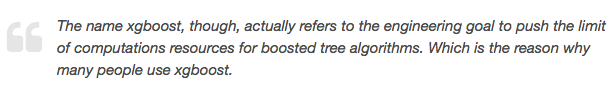 The name xgboost, though, actually refers to the engineering goal to push the limit
of computations resources for boosted tree algorithms. Which is the reason why
many people use xgboost.